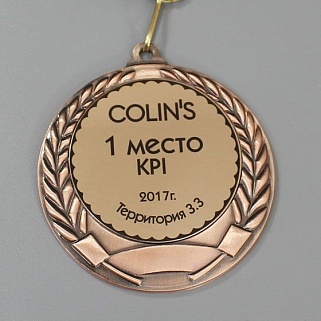 COLIN'S
1 место
KPI
2017г.
Территория 3.3